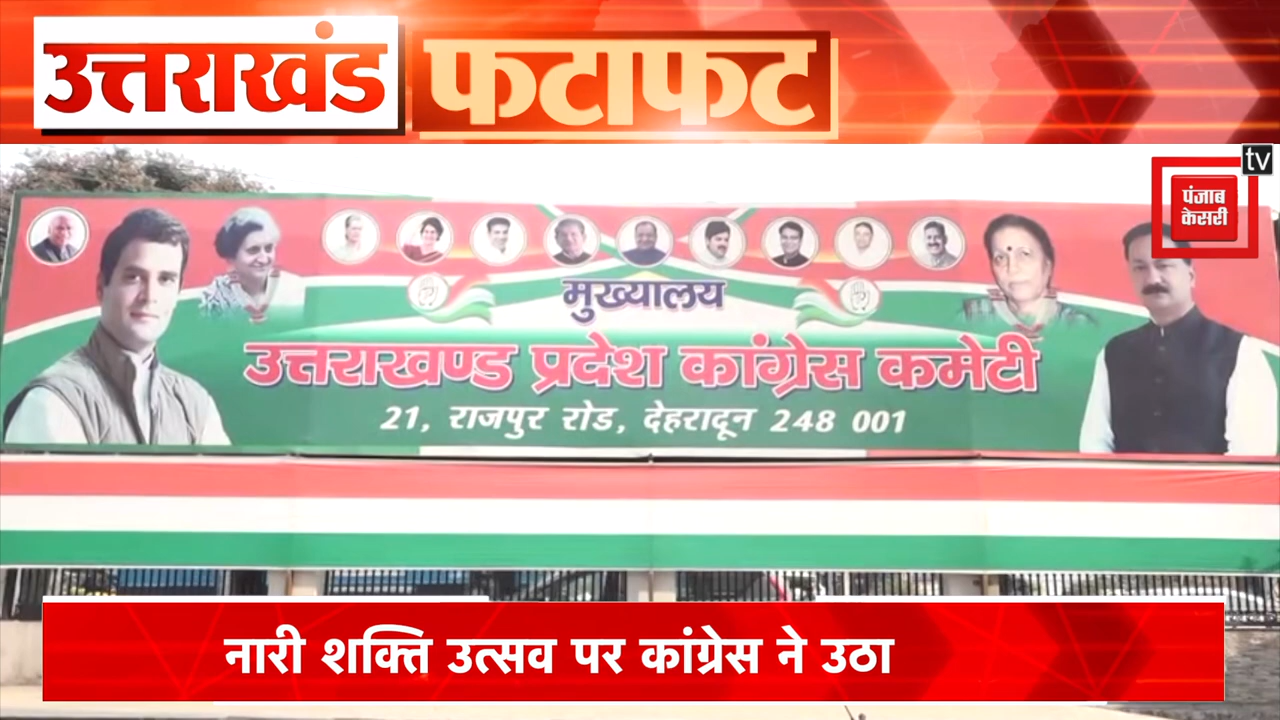 उत्तराखंड फटाफट
tv
पंजाब
केसरी
मुख्यालय
उत्तराखण्ड प्रदेश कांग्रेस कमेटी
21, राजपुर रोड, देहरादून 248 001
नारी शक्ति उत्सव पर कांग्रेस ने उठा